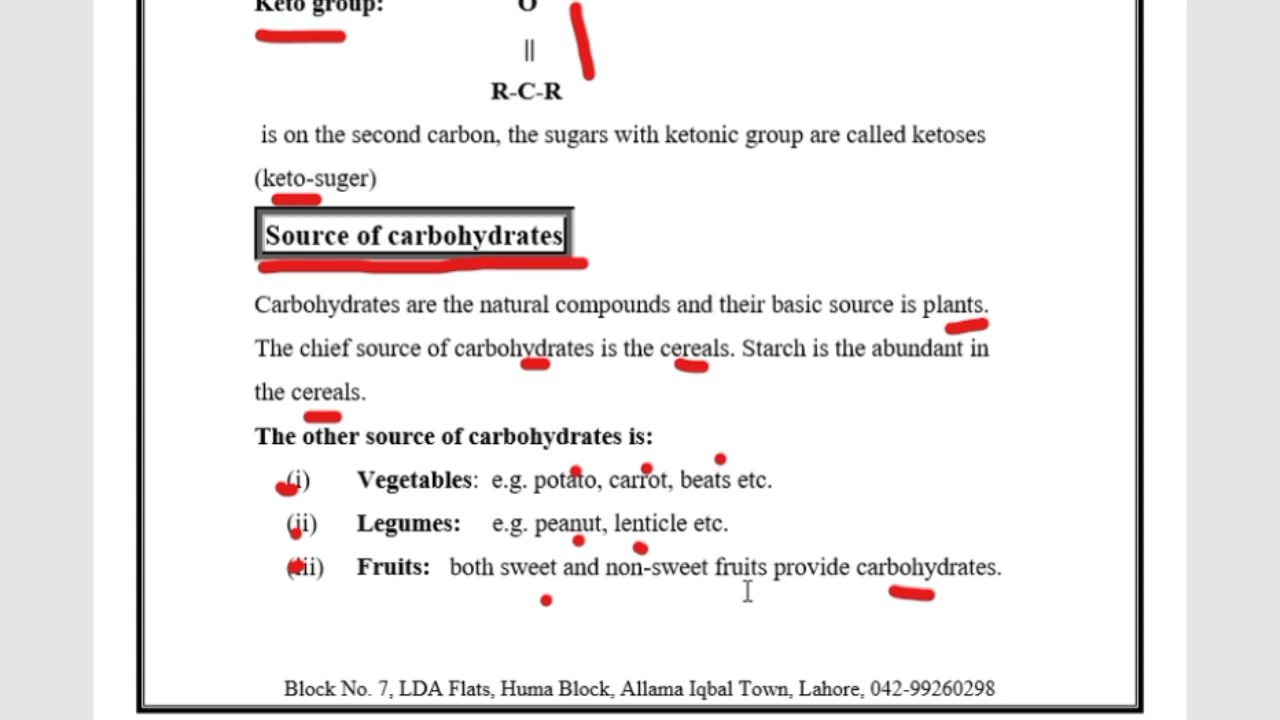 Keto group:
O
||
R-C-R
is on the second carbon, the sugars with ketonic group are called ketoses
(keto-suger)
Source of carbohydrates
Carbohydrates are the natural compounds and their basic source is plants.
The chief source of carbohydrates is the cereals. Starch is the abundant in
the cereals.
The other source of carbohydrates is:
(i) Vegetables: e.g. potato, carrot, beats etc.
(ii) Legumes: e.g. peanut, lenticle etc.
(iii) Fruits: both sweet and non-sweet fruits provide carbohydrates.
Block No. 7, LDA Flats, Huma Block, Allama Iqbal Town, Lahore, 042-99260298